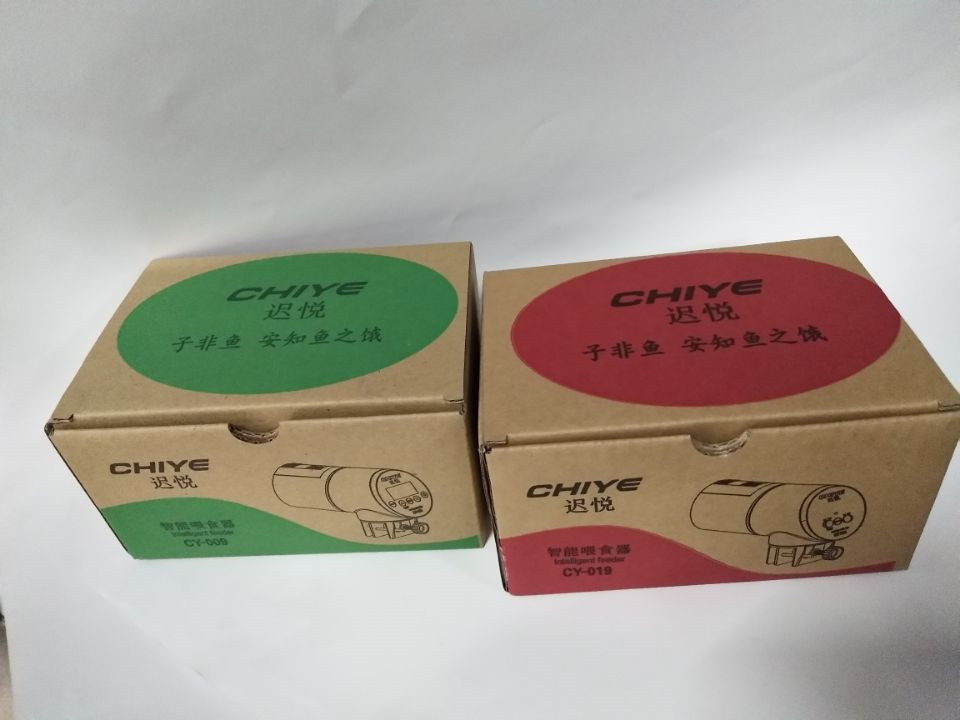 CHIYE
迟悦
子非鱼 安知鱼之饿
CHIYE
迟悦
智能喂食器
Intelligent feeder
CY-009
CHIYE
迟悦
子非鱼 安知鱼之饿
CHIYE
迟悦
智能喂食器
Intelligent feeder
CY-019